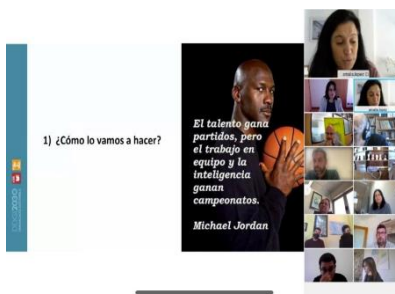 1) ¿Cómo lo vamos a hacer?
El talento gana
partidos, pero
el trabajo en
equipo y la
inteligencia
ganan
campeonatos.
Michael Jordan